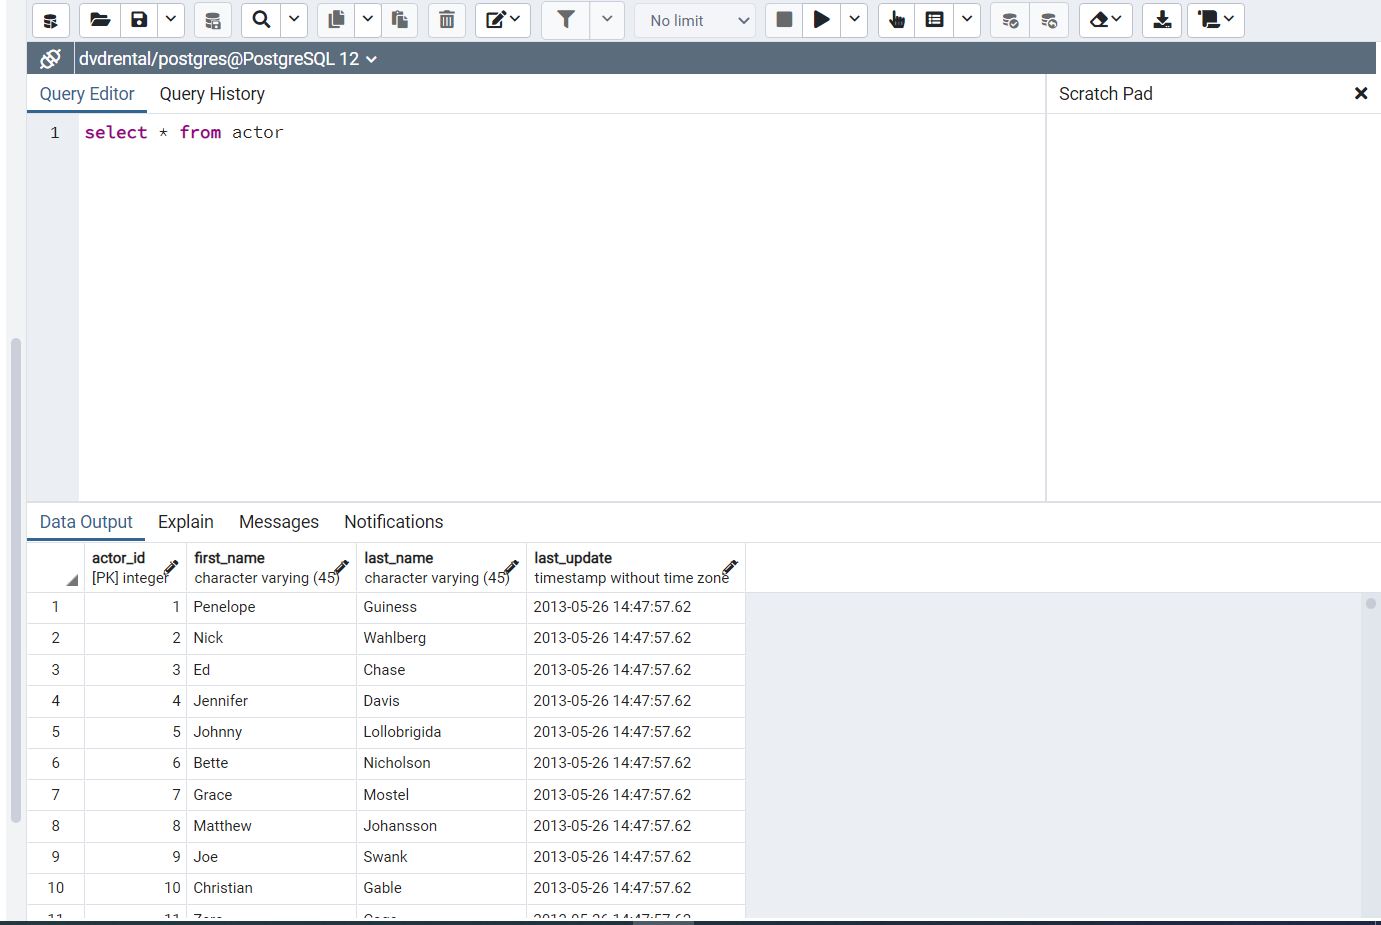 No limit
dvdrental/postgres@PostgreSQL 12
Query Editor Query History Scratch Pad
1 select * from actor
Data Output Explain Messages Notifications
actor_id first_name last_name last_update
[PK] integer character varying (45) character varying (45) timestamp without time zone
1 1 Penelope Guiness 2013-05-26 14:47:57.62
2 2 Nick Wahlberg 2013-05-26 14:47:57.62
3 3 Ed Chase 2013-05-26 14:47:57.62
4 4 Jennifer Davis 2013-05-26 14:47:57.62
5 5 Johnny Lollobrigida 2013-05-26 14:47:57.62
6 6 Bette Nicholson 2013-05-26 14:47:57.62
7 7 Grace Mostel 2013-05-26 14:47:57.62
8 8 Matthew Johansson 2013-05-26 14:47:57.62
9 9 Joe Swank 2013-05-26 14:47:57.62
10 10 Christian Gable 2013-05-26 14:47:57.62